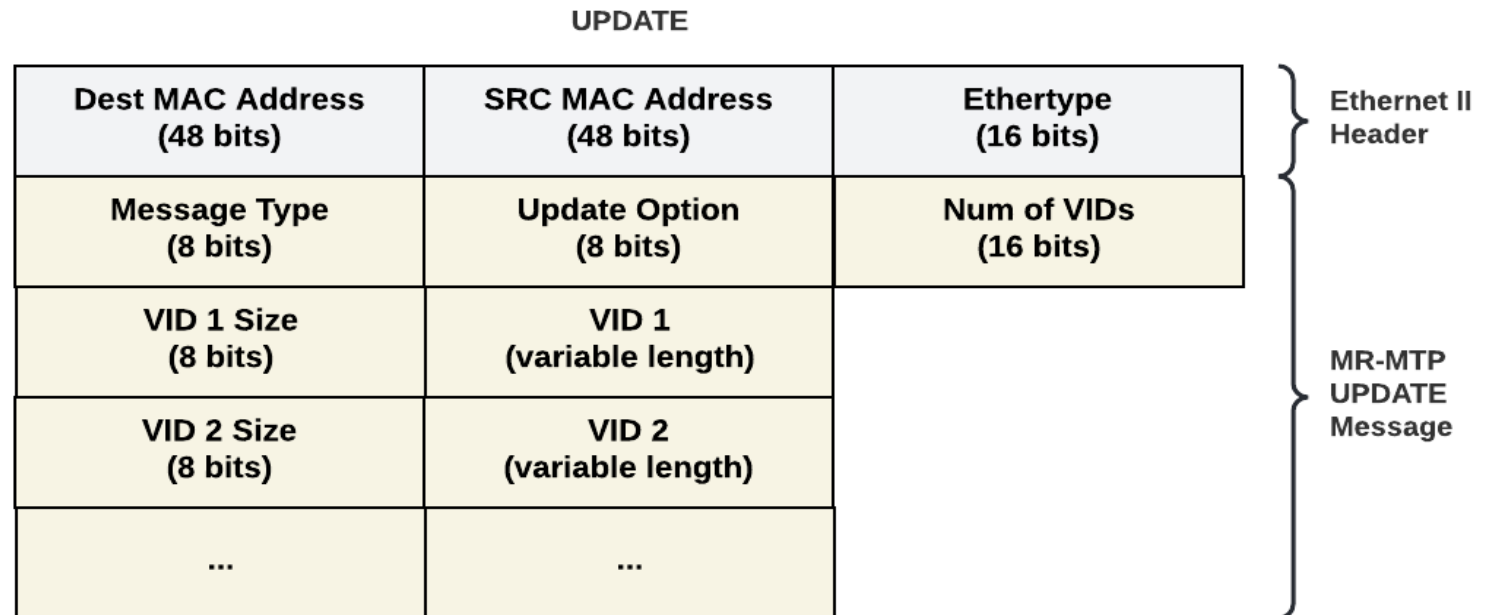 UPDATE
Dest MAC Address
(48 bits)
SRC MAC Address
(48 bits)
Ethertype
(16 bits)
Ethernet II
Header
Message Type
(8 bits)
Update Option
(8 bits)
Num of VIDs
(16 bits)
VID 1 Size
(8 bits)
VID 1
(variable length)
VID 2 Size
(8 bits)
VID 2
(variable length)
...
...
MR-MTP
UPDATE
Message